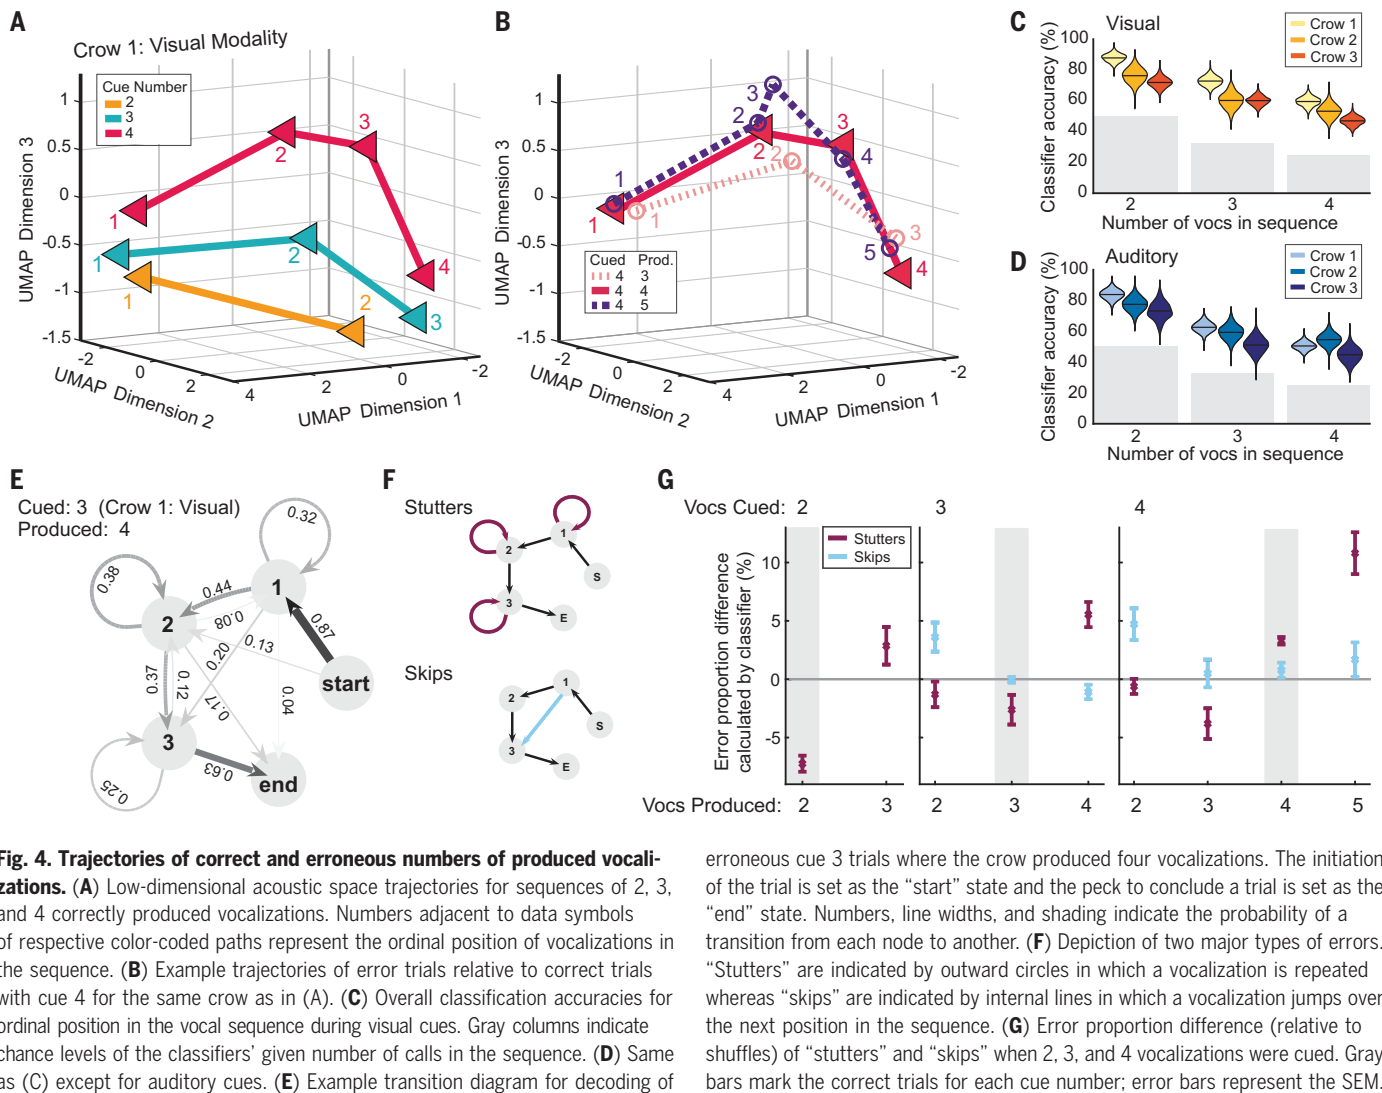 A
Crow 1: Visual Modality
Cue Number
2
3
4
UMAP Dimension 3
1
0.5
0
-0.5
-1
-1.5
-2
0
2
4
UMAP Dimension 2
2
0
-2
UMAP Dimension 1
1
2
3
4
1
2
3
1
2
B
UMAP Dimension 3
1
0.5
0
-0.5
-1
-1.5
-2
0
2
4
UMAP Dimension 2
2
0
-2
UMAP Dimension 1
1
2
3
4
5
1
2
3
4
1
2
3
Cued Prod.
4 3
4 4
4 5
C
Visual
Crow 1
Crow 2
Crow 3
Classifier accuracy (%)
100
80
60
40
20
0
2 3 4
Number of vocs in sequence
D
Auditory
Crow 1
Crow 2
Crow 3
Classifier accuracy (%)
100
80
60
40
20
0
2 3 4
Number of vocs in sequence
E
Cued: 3 (Crow 1: Visual)
Produced: 4
0.32
0.38
0.44
1
0.08
0.87
2
0.13
0.20
0.37
0.12
0.17
0.04
start
3
0.63
0.25
end
F
Stutters
1
2
S
3
E
Skips
1
2
S
3
E
G
Vocs Cued: 2 3 4
Stutters
Skips
Error proportion difference
calculated by classifier (%)
10
5
0
-5
Vocs Produced: 2 3 2 3 4 2 3 4 5
Fig. 4. Trajectories of correct and erroneous numbers of produced vocali-
zations. (A) Low-dimensional acoustic space trajectories for sequences of 2, 3,
and 4 correctly produced vocalizations. Numbers adjacent to data symbols
of respective color-coded paths represent the ordinal position of vocalizations in
the sequence. (B) Example trajectories of error trials relative to correct trials
with cue 4 for the same crow as in (A). (C) Overall classification accuracies for
ordinal position in the vocal sequence during visual cues. Gray columns indicate
chance levels of the classifiers' given number of calls in the sequence. (D) Same
as (C) except for auditory cues. (E) Example transition diagram for decoding of
erroneous cue 3 trials where the crow produced four vocalizations. The initiation
of the trial is set as the “start” state and the peck to conclude a trial is set as the
“end” state. Numbers, line widths, and shading indicate the probability of a
transition from each node to another. (F) Depiction of two major types of errors.
“Stutters” are indicated by outward circles in which a vocalization is repeated
whereas “skips” are indicated by internal lines in which a vocalization jumps over
the next position in the sequence. (G) Error proportion difference (relative to
shuffles) of “stutters” and “skips” when 2, 3, and 4 vocalizations were cued. Gray
bars mark the correct trials for each cue number; error bars represent the SEM.